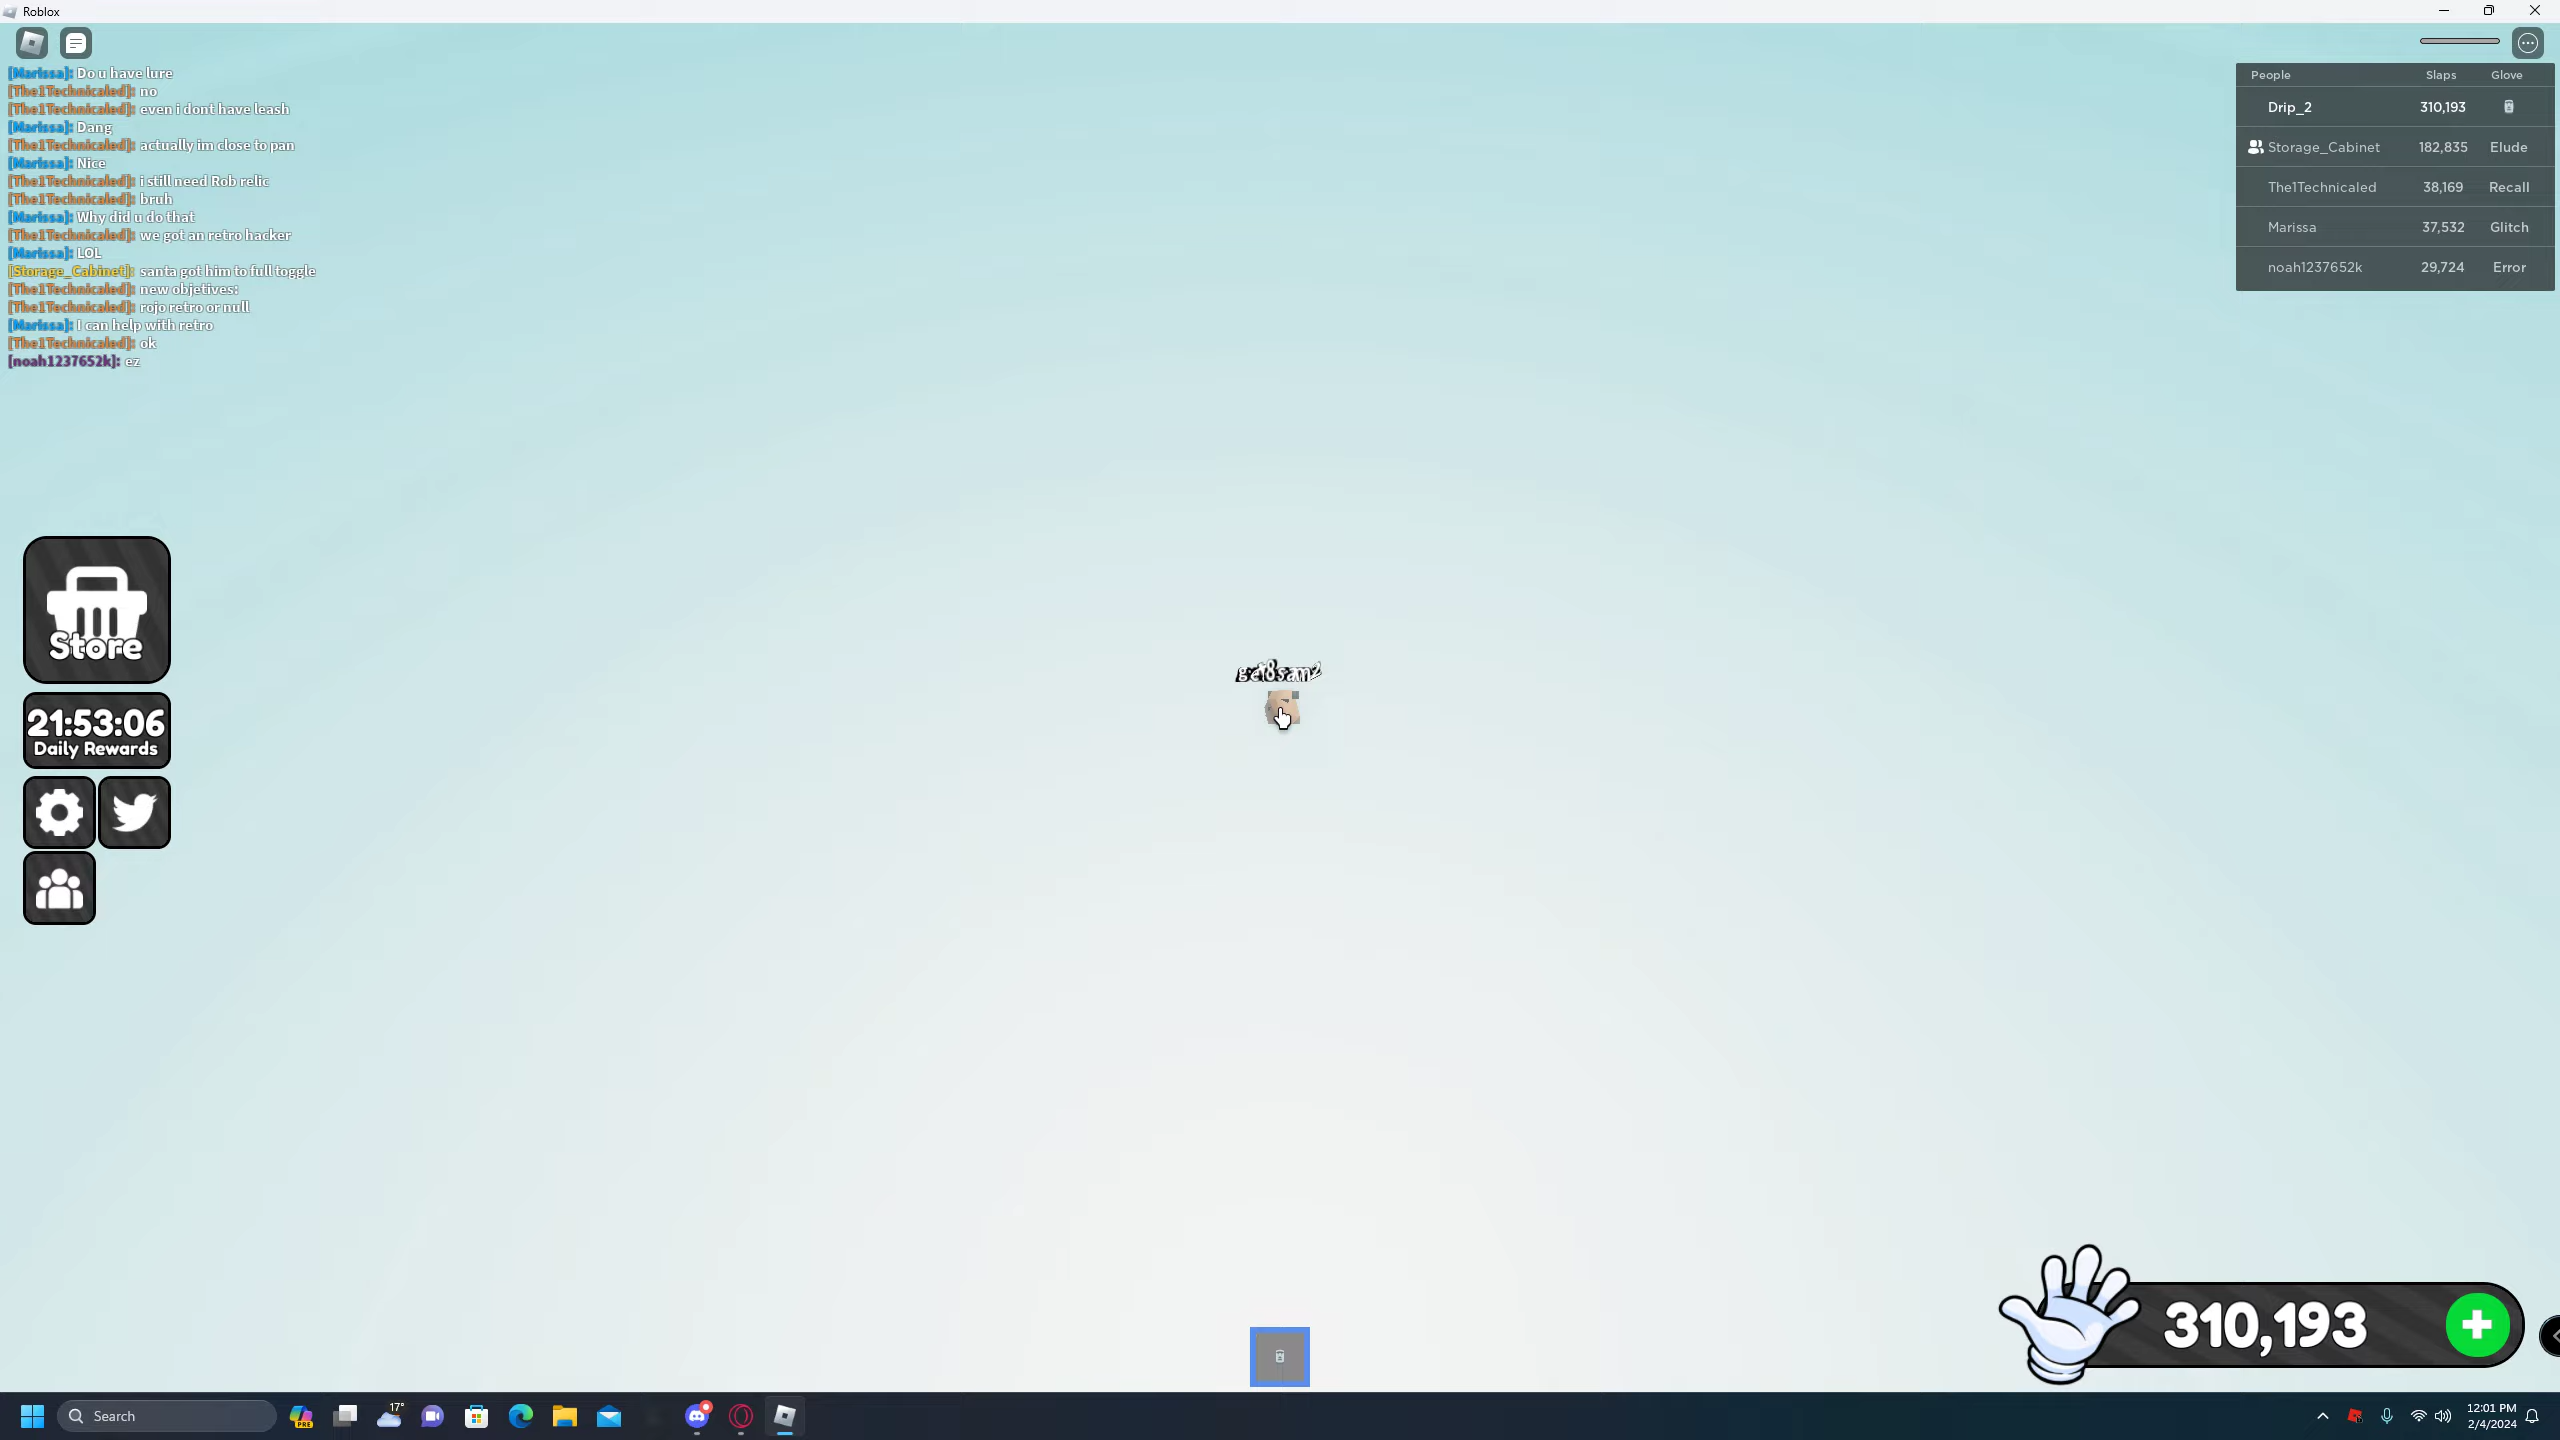 Roblox
[Marissa]: Do u have lure
[The1Technicaled]: no
[The1Technicaled]: even i dont have leash
[Marissa]: Dang
[The1Technicaled]: actually im close to pan
[Marissa]: Nice
[The1Technicaled]: i still need Rob relic
[The1Technicaled]: bruh
[Marissa]: Why did u do that
[The1Technicaled]: we got an retro hacker
[Marissa]: LOL
[Storage_Cabinet]: santa got him to full toggle
[The1Technicaled]: new objetives:
[The1Technicaled]: rojo retro or null
[Marissa]: I can help with retro
[The1Technicaled]: ok
[noah1237652k]: ez
People Slaps Glove
Drip_2 310,193
Storage_Cabinet 182,835 Elude
The1Technicaled 38,169 Recall
Marissa 37,532 Glitch
noah1237652k 29,724 Error
Store
21:53:06
Daily Rewards
310,193
Search
PRE
17°
12:01 PM
2/4/2024